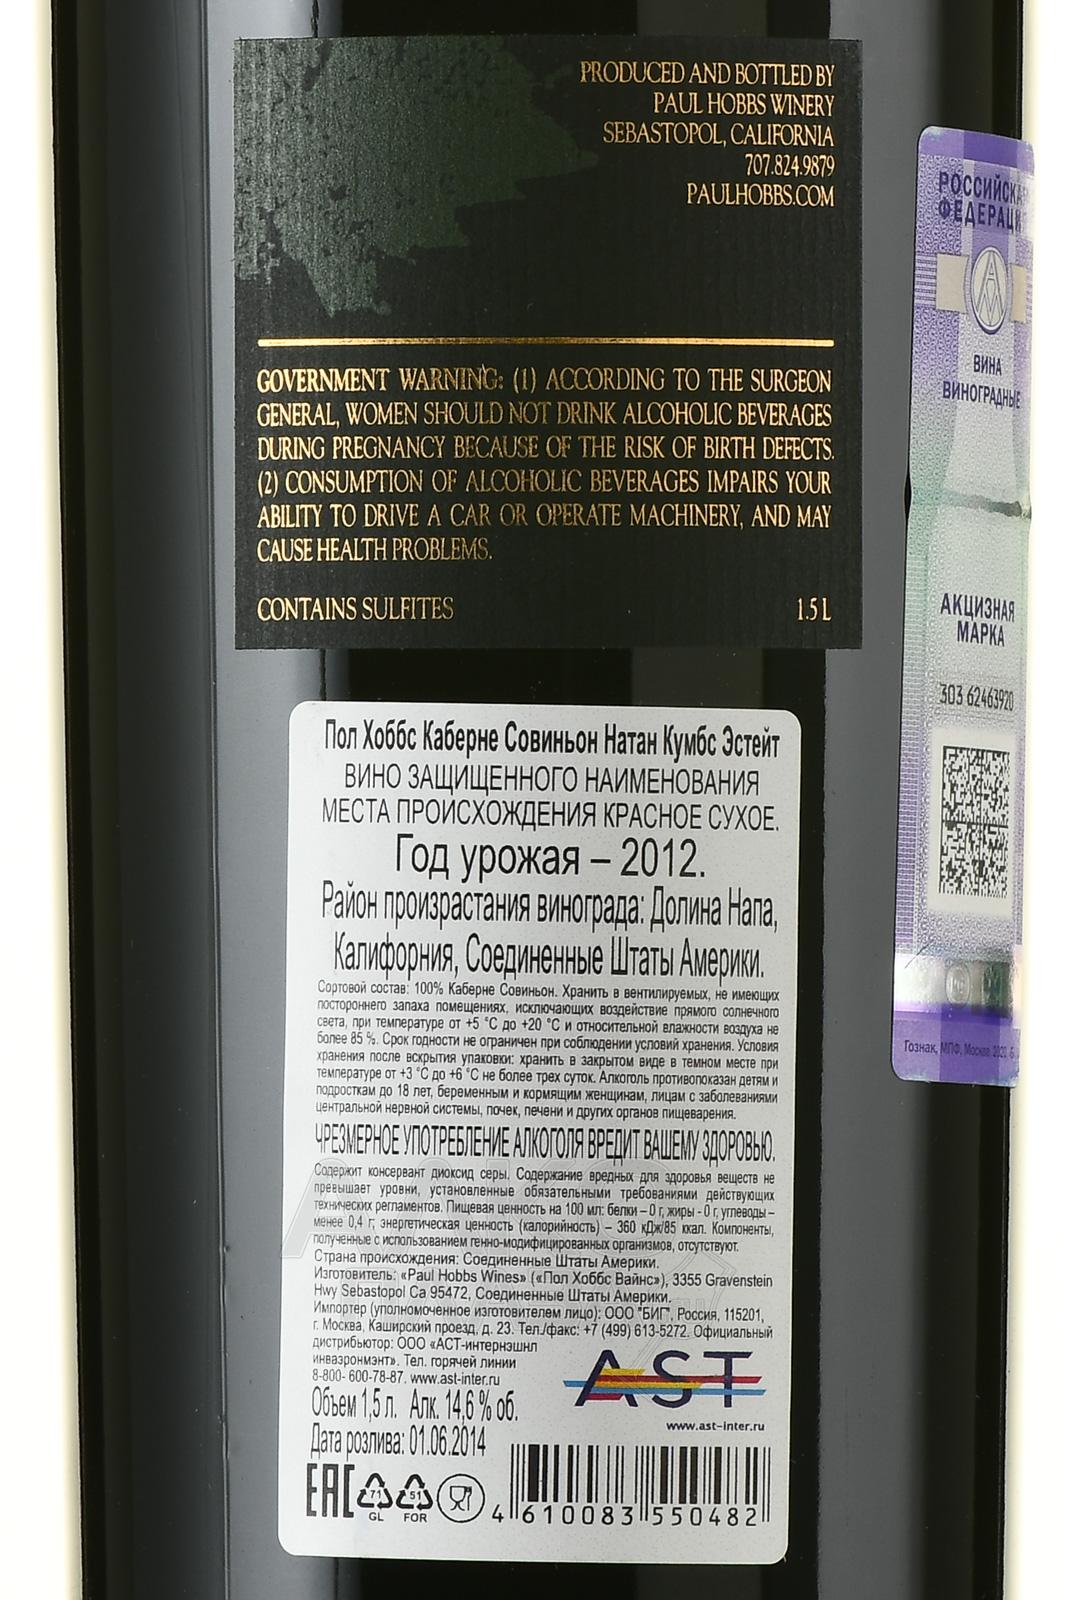 PRODUCED AND BOTTLED BY
PAUL HOBBS WINERY
SEBASTOPOL, CALIFORNIA
707.824.9879
PAULHOBBS.COM
GOVERNMENT WARNING: (1) ACCORDING TO THE SURGEON
GENERAL, WOMEN SHOULD NOT DRINK ALCOHOLIC BEVERAGES
DURING PREGNANCY BECAUSE OF THE RISK OF BIRTH DEFECTS.
(2) CONSUMPTION OF ALCOHOLIC BEVERAGES IMPAIRS YOUR
ABILITY TO DRIVE A CAR OR OPERATE MACHINERY, AND MAY
CAUSE HEALTH PROBLEMS.
CONTAINS SULFITES 1.5 L
РОССИЙСКАЯ
ФЕДЕРАЦИ
ВИНА
ВИНОГРАДНЫЕ
АКЦИЗНАЯ
МАРКА
303 62463920
Гознак, МПФ, Москва, 2020,
Пол Хоббс Каберне Совиньон Натан Кумбс Эстейт
ВИНО ЗАЩИЩЕННОГО НАИМЕНОВАНИЯ
МЕСТА ПРОИСХОЖДЕНИЯ КРАСНОЕ СУХОЕ.
Год урожая – 2012.
Район произрастания винограда: Долина Напа,
Калифорния, Соединенные Штаты Америки.
Сортовой состав: 100% Каберне Совиньон. Хранить в вентилируемых, не имеющих
постороннего запаха помещениях, исключающих воздействие прямого солнечного
света, при температуре от +5 °С до +20 °С и относительной влажности воздуха не
более 85 %. Срок годности не ограничен при соблюдении условий хранения. Условия
хранения после вскрытия упаковки: хранить в закрытом виде в темном месте при
температуре от +3 °С до +6 °С не более трех суток. Алкоголь противопоказан детям и
подросткам до 18 лет, беременным и кормящим женщинам, лицам с заболеваниями
центральной нервной системы, почек, печени и других органов пищеварения.
ЧРЕЗМЕРНОЕ УПОТРЕБЛЕНИЕ АЛКОГОЛЯ ВРЕДИТ ВАШЕМУ ЗДОРОВЬЮ.
Содержит консервант диоксид серы. Содержание вредных для здоровья веществ не
превышает уровни, установленные обязательными требованиями действующих
технических регламентов. Пищевая ценность на 100 мл: белки – 0 г, жиры - 0 г, углеводы –
менее 0,4 г; энергетическая ценность (калорийность) – 360 кДж/85 ккал. Компоненты,
полученные с использованием генно-модифицированных организмов, отсутствуют.
Страна происхождения: Соединенные Штаты Америки.
Изготовитель: «Paul Hobbs Wines» («Пол Хоббс Вайнс»), 3355 Gravenstein
Hwy Sebastopol Ca 95472, Соединенные Штаты Америки.
Импортер (уполномоченное изготовителем лицо): ООО "БИГ", Россия, 115201,
г. Москва, Каширский проезд, д. 23. Тел./факс: +7 (499) 613-5272. Официальный
дистрибьютор: ООО «АСТ-интернэшнл
инваэронмэнт». Тел. горячей линии
8-800- 600-78-87. www.ast-inter.ru
AST
www.ast-inter.ru
Объем 1,5 л. Алк. 14,6 % об.
Дата розлива: 01.06.2014
EAC
71
GL
51
FOR
4 610083 550482